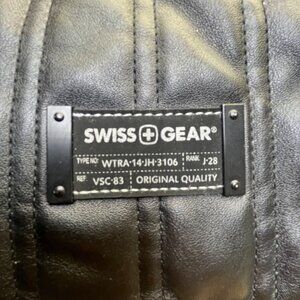 SWISS GEAR®
TYPE NO: WTRA·14·JH·3106 RANK J·28
REF. VSC·83 ORIGINAL QUALITY